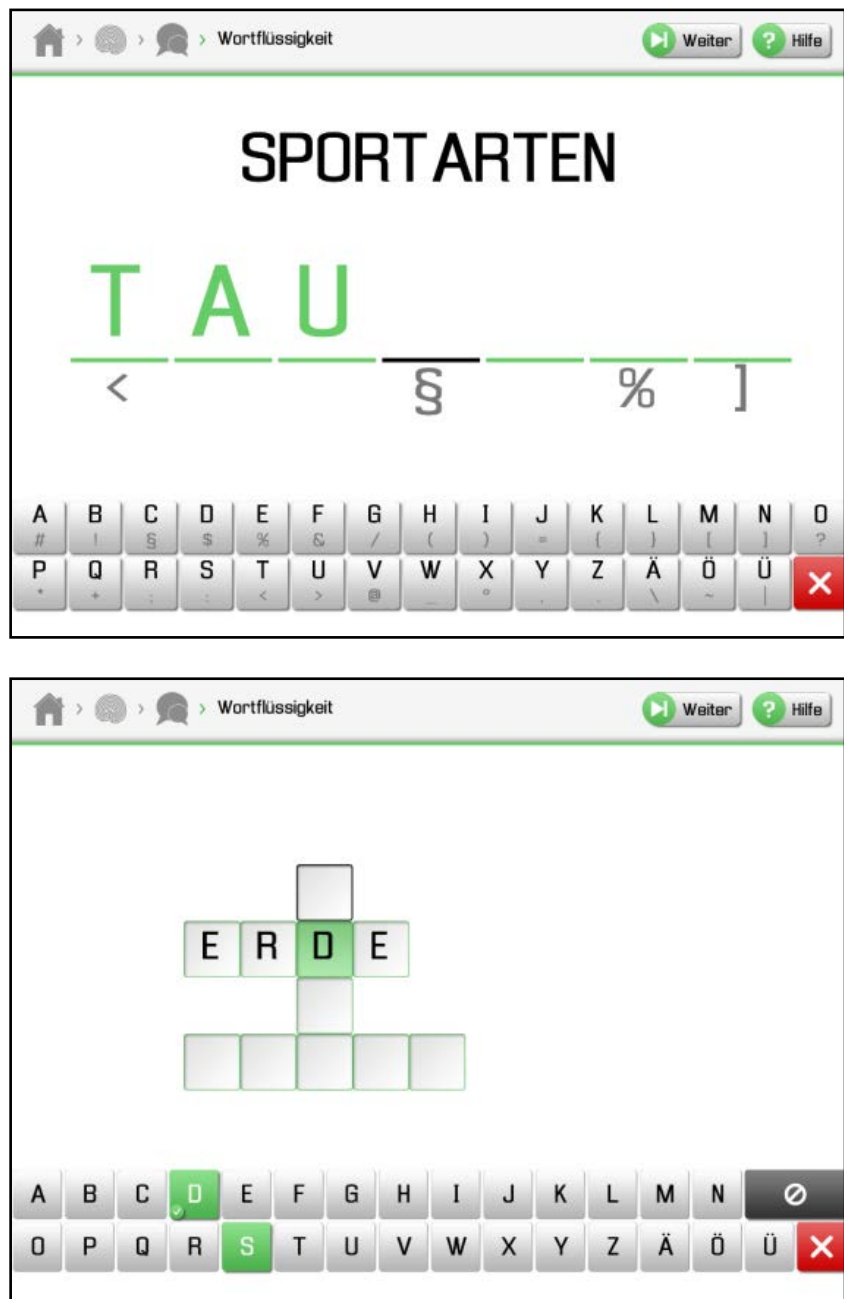 > > > Wortflüssigkeit Weiter ? Hilfe
SPORTARTEN
T A U
< § % ]
A B C D E F G H I J K L M N O
# ! § $ % & / ( ) = { } [ ] ?
P Q R S T U V W X Y Z Ä Ö Ü
* + ; : < > @ _ ° , . \ ~ |
> > > Wortflüssigkeit Weiter ? Hilfe
E R D E
A B C D E F G H I J K L M N
O P Q R S T U V W X Y Z Ä Ö Ü